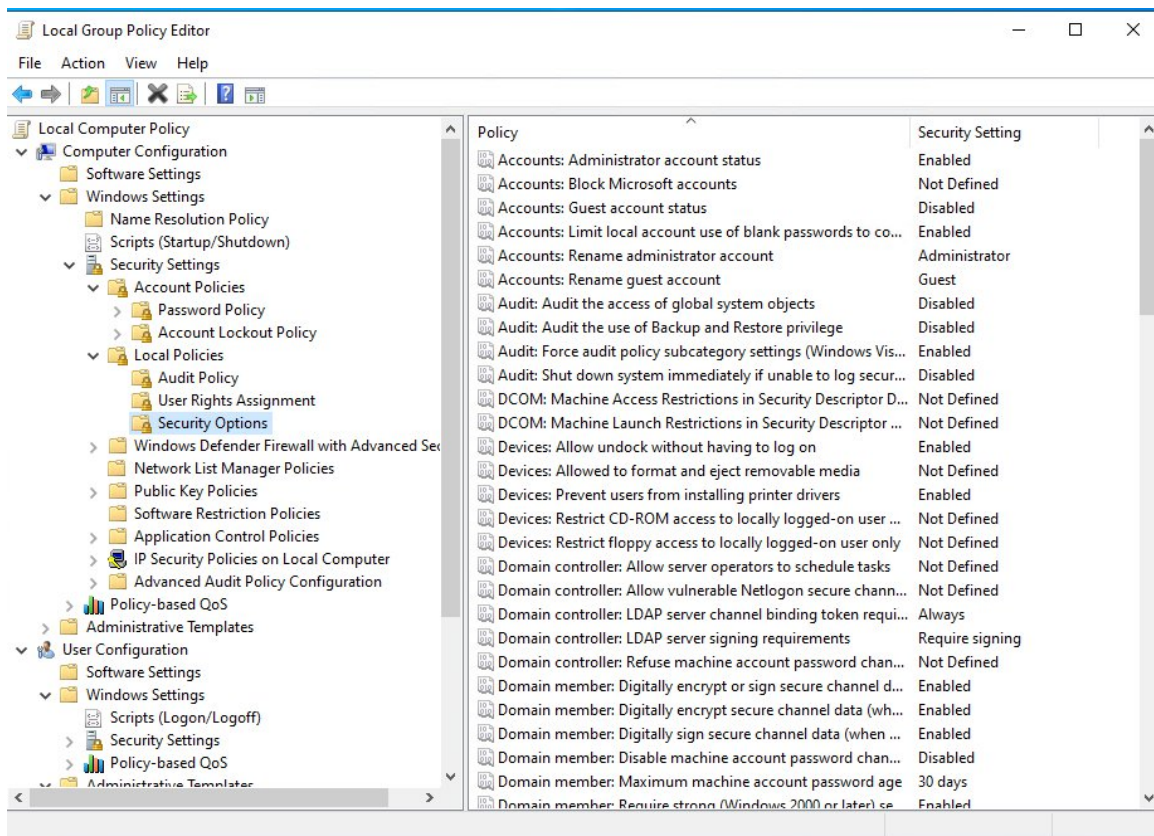 Local Group Policy Editor
File Action View Help
Local Computer Policy
Computer Configuration
Software Settings
Windows Settings
Name Resolution Policy
Scripts (Startup/Shutdown)
Security Settings
Account Policies
Password Policy
Account Lockout Policy
Local Policies
Audit Policy
User Rights Assignment
Security Options
Windows Defender Firewall with Advanced Sec
Network List Manager Policies
Public Key Policies
Software Restriction Policies
Application Control Policies
IP Security Policies on Local Computer
Advanced Audit Policy Configuration
Policy-based QoS
Administrative Templates
User Configuration
Software Settings
Windows Settings
Scripts (Logon/Logoff)
Security Settings
Policy-based QoS
Administrative Templates
Policy Security Setting
Accounts: Administrator account status Enabled
Accounts: Block Microsoft accounts Not Defined
Accounts: Guest account status Disabled
Accounts: Limit local account use of blank passwords to co... Enabled
Accounts: Rename administrator account Administrator
Accounts: Rename guest account Guest
Audit: Audit the access of global system objects Disabled
Audit: Audit the use of Backup and Restore privilege Disabled
Audit: Force audit policy subcategory settings (Windows Vis... Enabled
Audit: Shut down system immediately if unable to log secur... Disabled
DCOM: Machine Access Restrictions in Security Descriptor D... Not Defined
DCOM: Machine Launch Restrictions in Security Descriptor ... Not Defined
Devices: Allow undock without having to log on Enabled
Devices: Allowed to format and eject removable media Not Defined
Devices: Prevent users from installing printer drivers Enabled
Devices: Restrict CD-ROM access to locally logged-on user ... Not Defined
Devices: Restrict floppy access to locally logged-on user only Not Defined
Domain controller: Allow server operators to schedule tasks Not Defined
Domain controller: Allow vulnerable Netlogon secure chann... Not Defined
Domain controller: LDAP server channel binding token requi... Always
Domain controller: LDAP server signing requirements Require signing
Domain controller: Refuse machine account password chan... Not Defined
Domain member: Digitally encrypt or sign secure channel d... Enabled
Domain member: Digitally encrypt secure channel data (wh... Enabled
Domain member: Digitally sign secure channel data (when ... Enabled
Domain member: Disable machine account password chan... Disabled
Domain member: Maximum machine account password age 30 days
Domain member: Require strong (Windows 2000 or later) se... Enabled